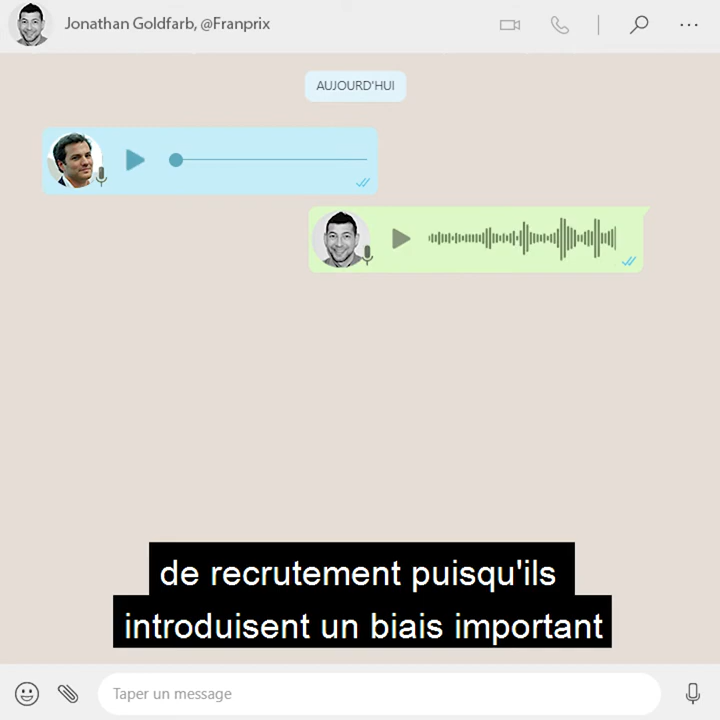 Jonathan Goldfarb, @Franprix
AUJOURD'HUI
de recrutement puisqu'ils
introduisent un biais important
Taper un message